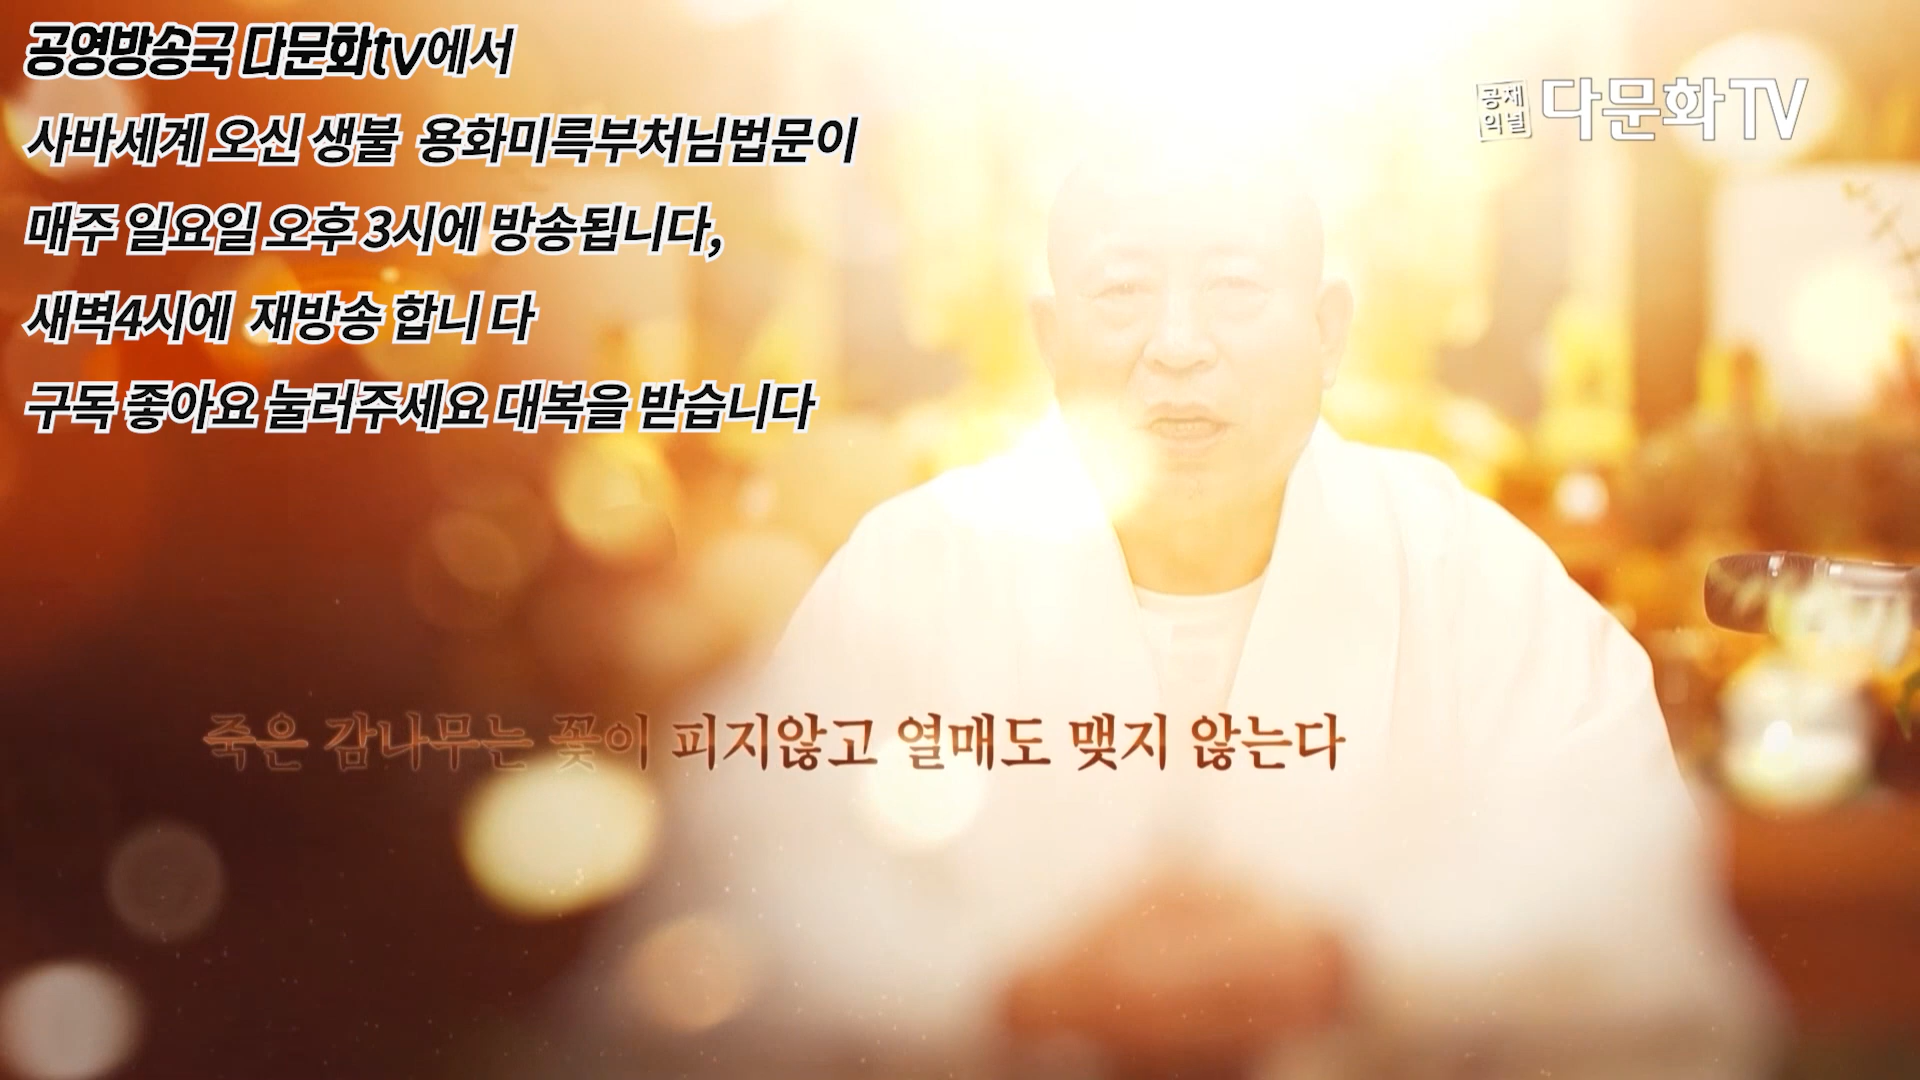 공영방송국 다문화tv에서
사바세계 오신 생불 용화미륵부처님법문이
매주 일요일 오후 3시에 방송됩니다,
새벽4시에 재방송 합니 다
구독 좋아요 눌러주세요 대복을 받습니다
공재
익널 다문화TV
죽은 감나무는 꽃이 피지않고 열매도 맺지 않는다